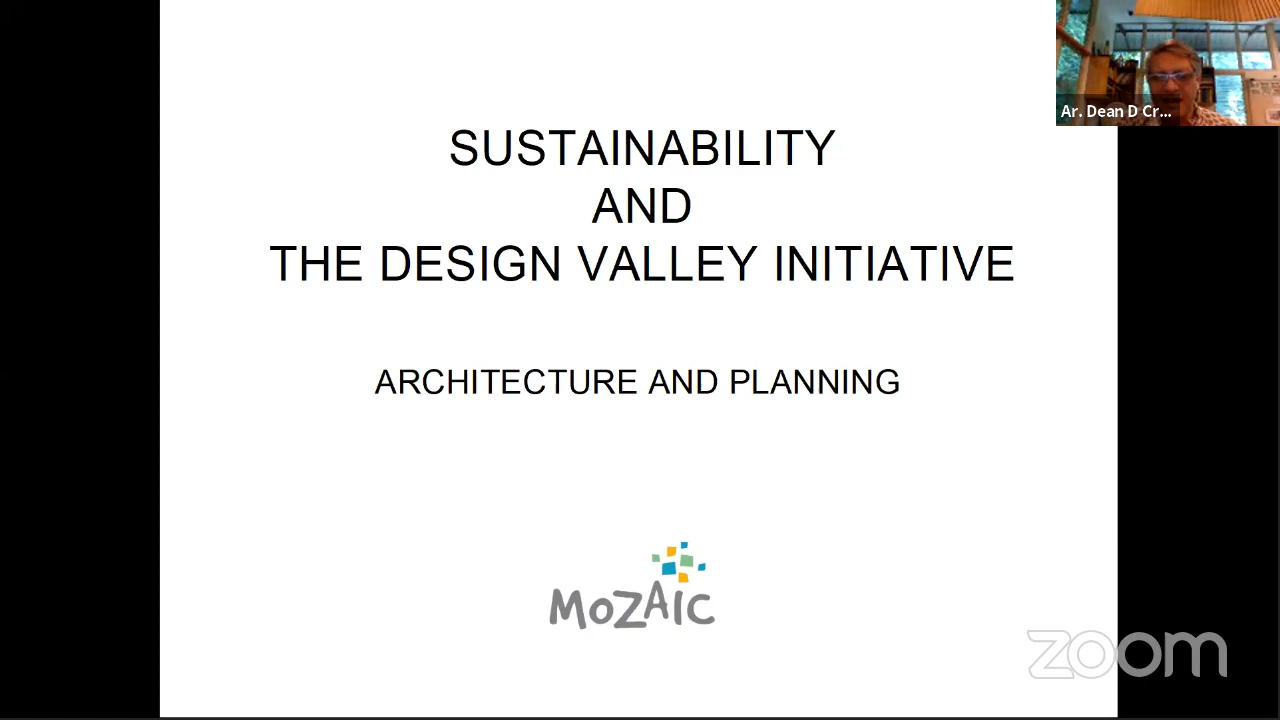 SUSTAINABILITY
AND
THE DESIGN VALLEY INITIATIVE
ARCHITECTURE AND PLANNING
MOZAIC
Ar. Dean D Cr...
zoom